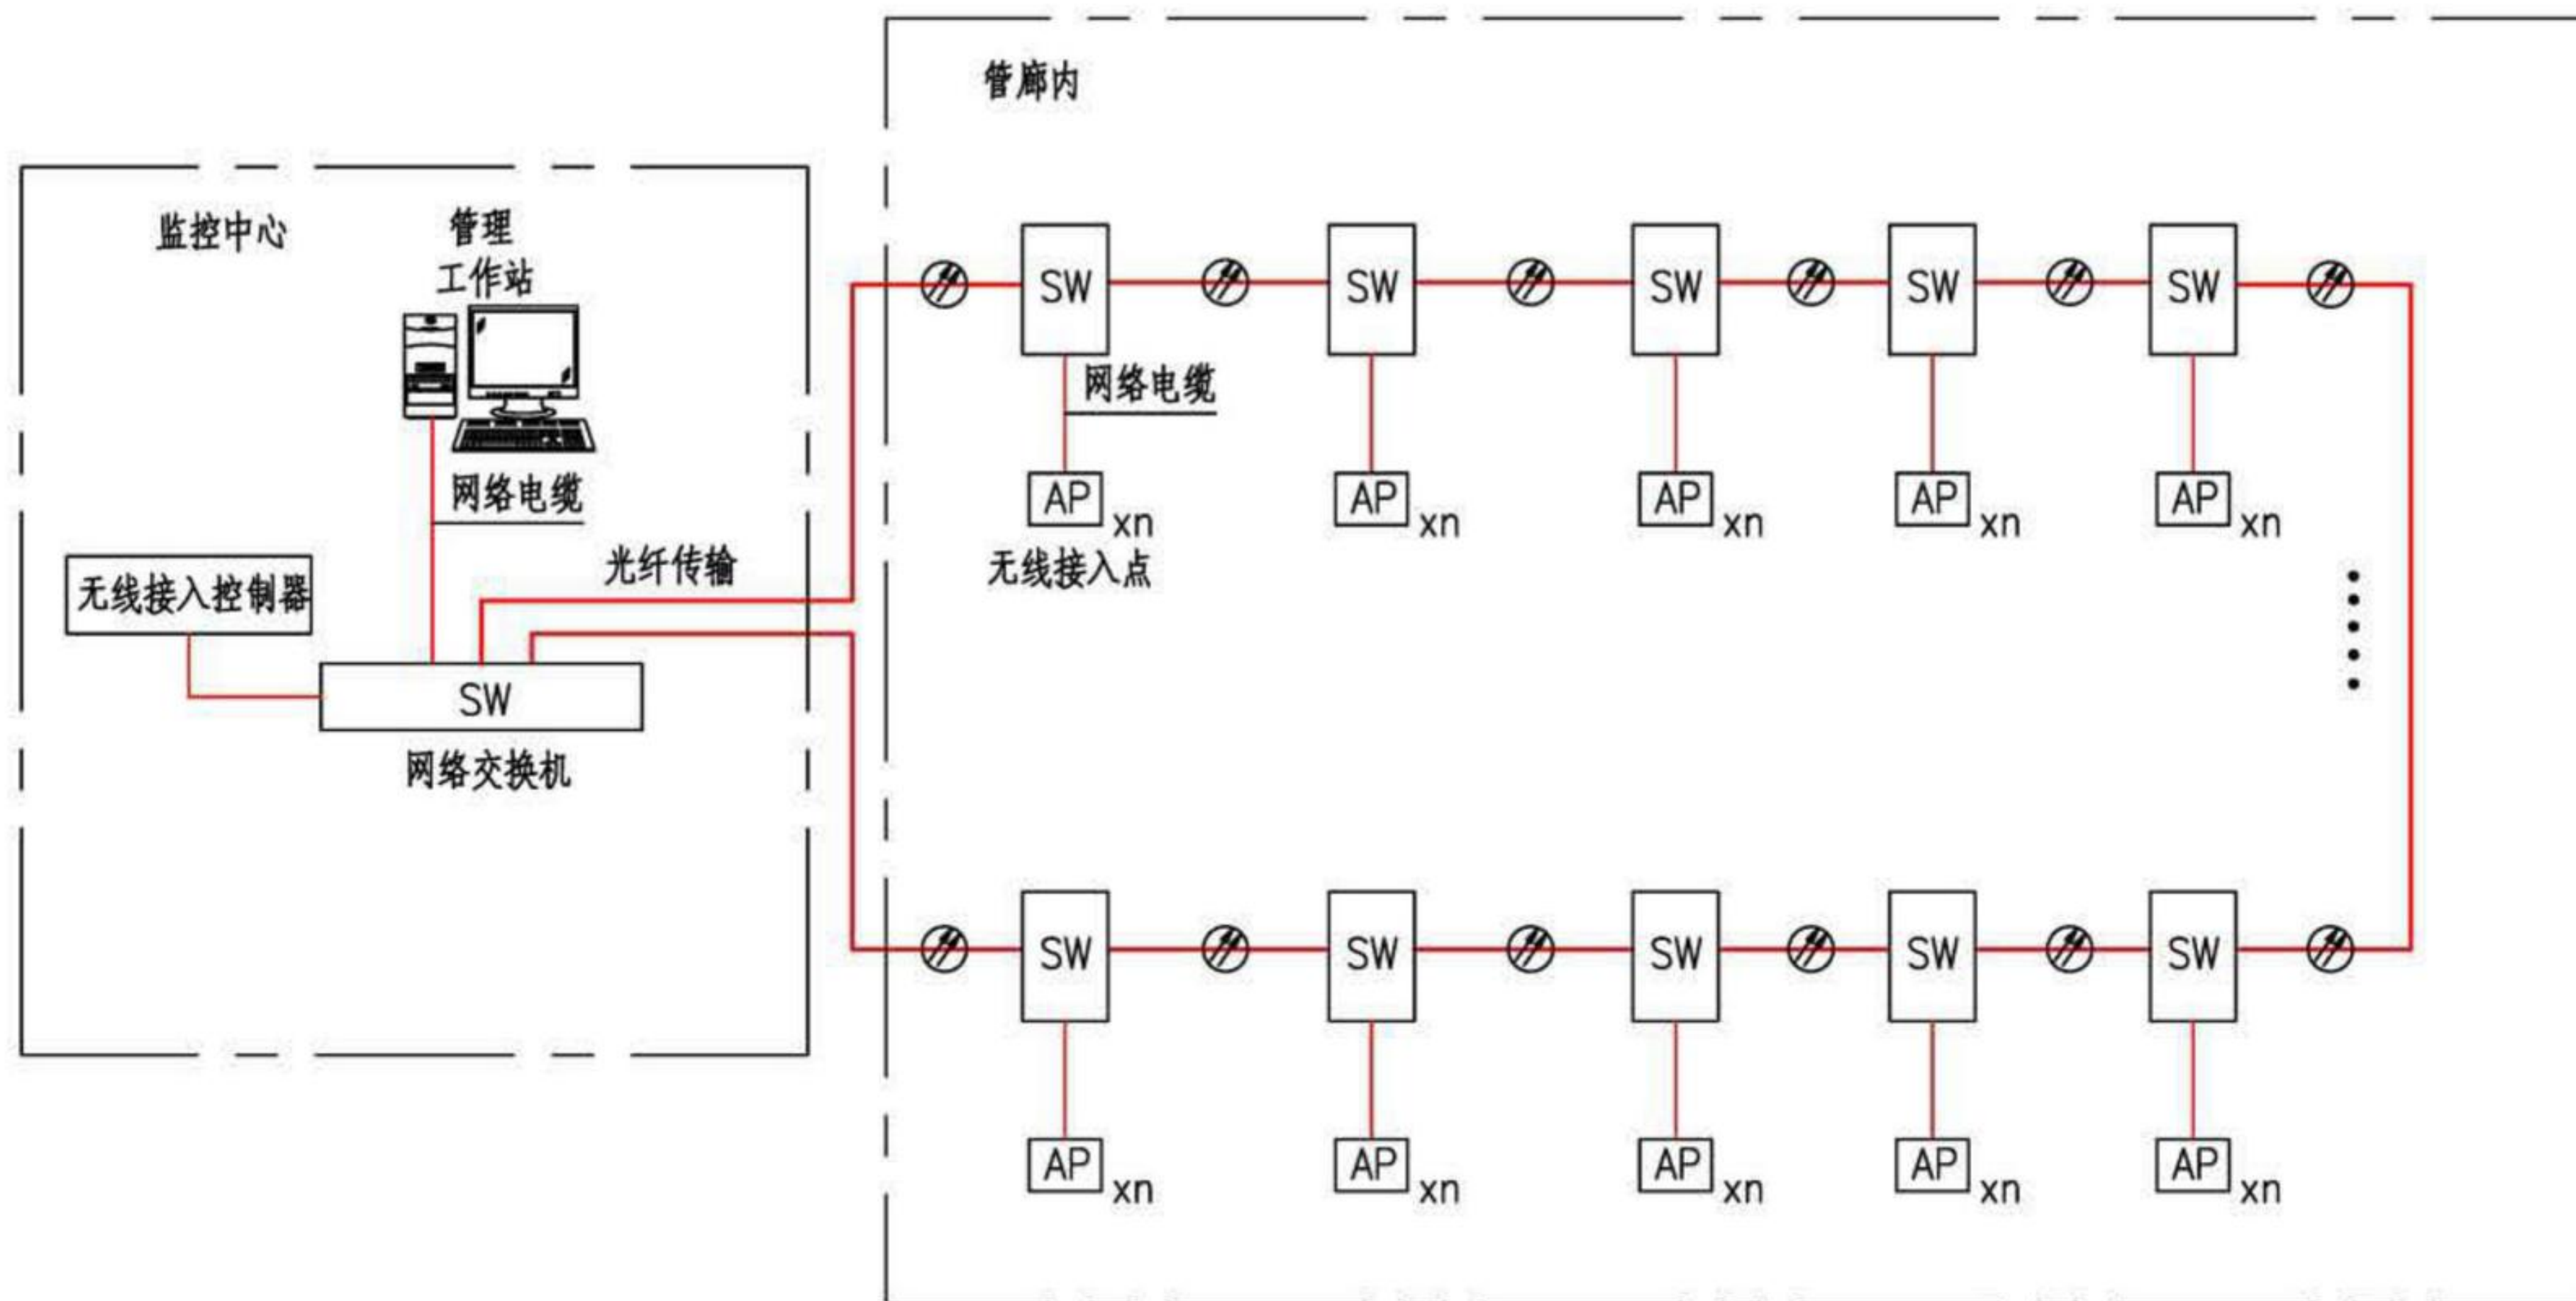 管廊内
监控中心
管理
工作站
SW
SW
SW
SW
SW
网络电缆
AP xn
AP xn
AP xn
AP xn
AP xn
无线接入点
网络电缆
光纤传输
无线接入控制器
SW
网络交换机
SW
SW
SW
SW
SW
AP xn
AP xn
AP xn
AP xn
AP xn